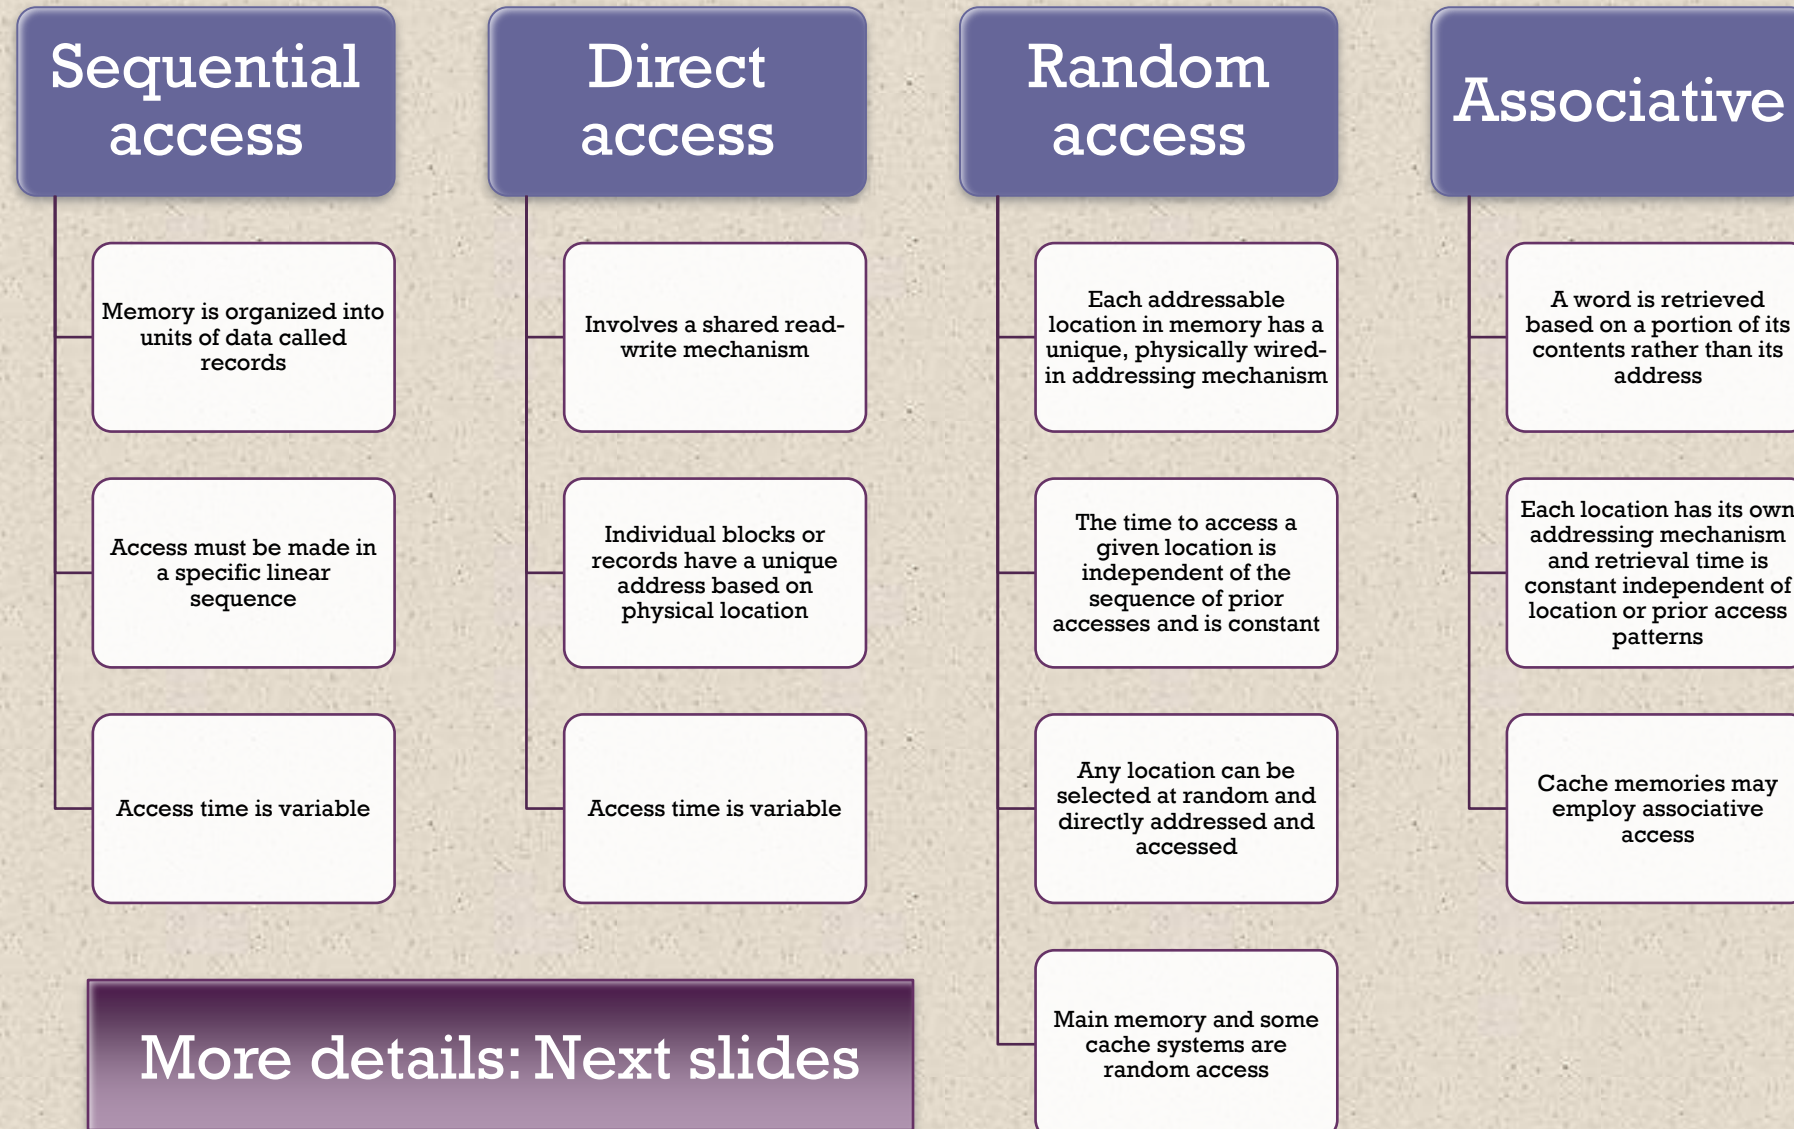 Sequential
access
Memory is organized into
units of data called
records
Access must be made in
a specific linear
sequence
Access time is variable
Direct
access
Involves a shared read-
write mechanism
Individual blocks or
records have a unique
address based on
physical location
Access time is variable
Random
access
Each addressable
location in memory has a
unique, physically wired-
in addressing mechanism
The time to access a
given location is
independent of the
sequence of prior
accesses and is constant
Any location can be
selected at random and
directly addressed and
accessed
Main memory and some
cache systems are
random access
Associative
A word is retrieved
based on a portion of its
contents rather than its
address
Each location has its own
addressing mechanism
and retrieval time is
constant independent of
location or prior access
patterns
Cache memories may
employ associative
access
More details: Next slides